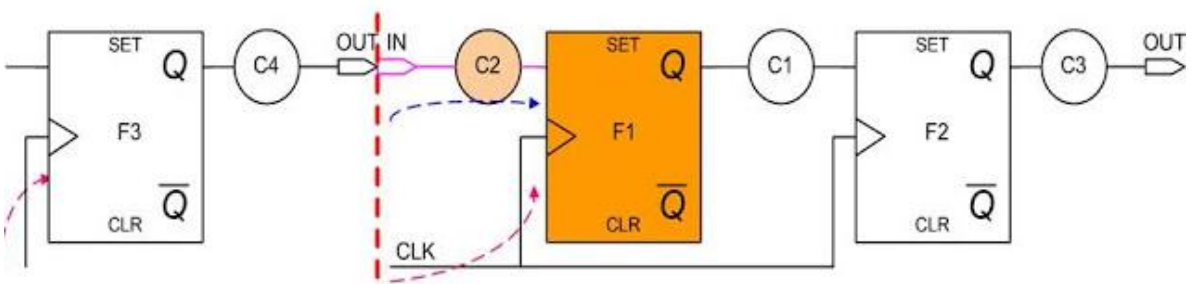 SET
Q
C4
OUT
IN
C2
SET
Q
C1
SET
Q
C3
OUT
F3
F1
F2
Q̅
CLR
Q̅
CLR
Q̅
CLR
CLK